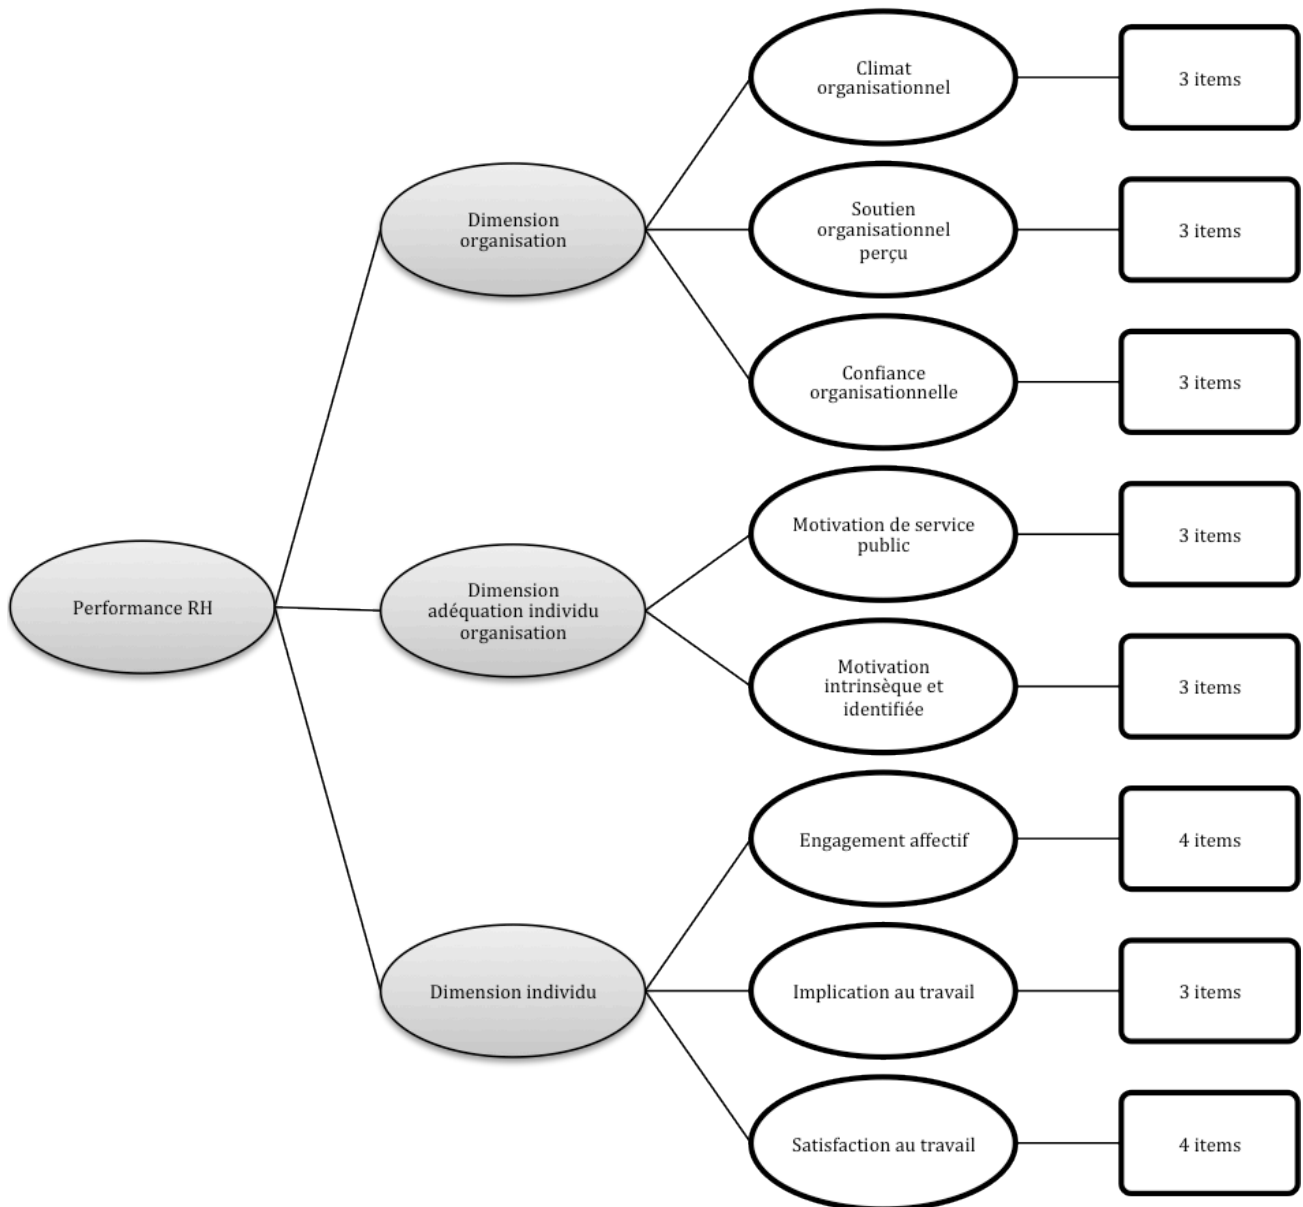 Climat
organisationnel
3 items
Dimension
organisation
Soutien
organisationnel
perçu
3 items
Confiance
organisationnelle
3 items
Motivation de service
public
3 items
Performance RH
Dimension
adéquation individu
organisation
Motivation
intrinsèque et
identifiée
3 items
Engagement affectif
4 items
Dimension individu
Implication au travail
3 items
Satisfaction au travail
4 items